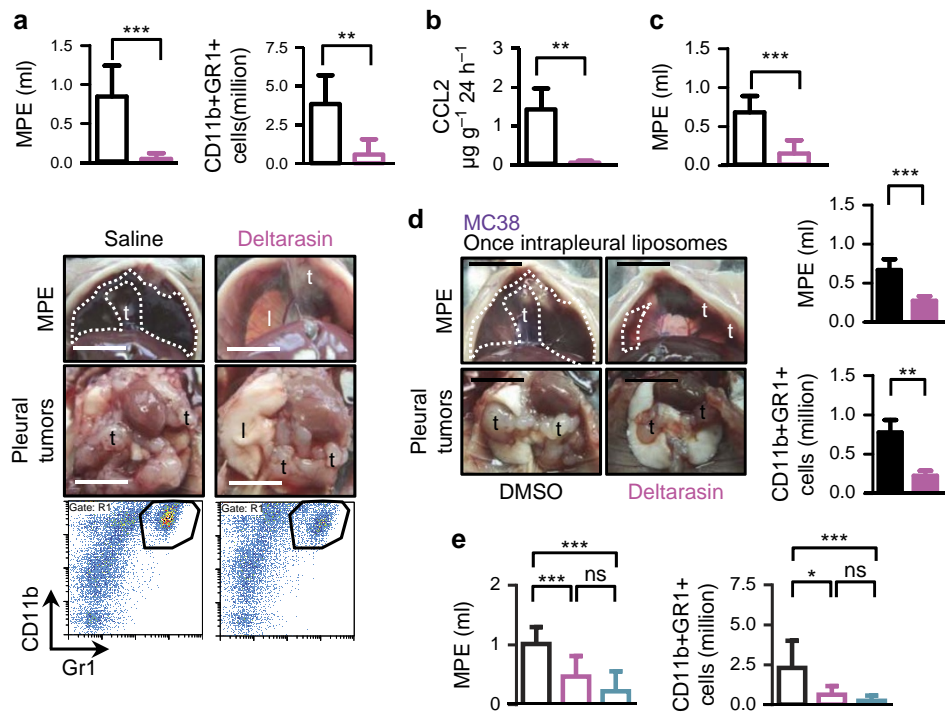 a
MPE (ml)
1.5
1.0
0.5
0.0
***
CD11b+GR1+
cells(million)
7.5
5.0
2.5
0.0
**
b
CCL2
µg g⁻¹ 24 h⁻¹
3
2
1
0
**
c
MPE (ml)
1.5
1.0
0.5
0.0
***
Saline
Deltarasin
MPE
t
t
l
Pleural
tumors
t
t
l
t
t
Gate: R1
Gate: R1
CD11b
Gr1
d
MC38
Once intrapleural liposomes
MPE
t
t
t
Pleural
tumors
t
t
t
t
DMSO
Deltarasin
MPE (ml)
1.5
1.0
0.5
0.0
***
CD11b+GR1+
cells (million)
1.5
1.0
0.5
0.0
**
e
MPE (ml)
2
1
0
***
***
ns
CD11b+GR1+
cells (million)
7.5
5.0
2.5
0.0
***
*
ns